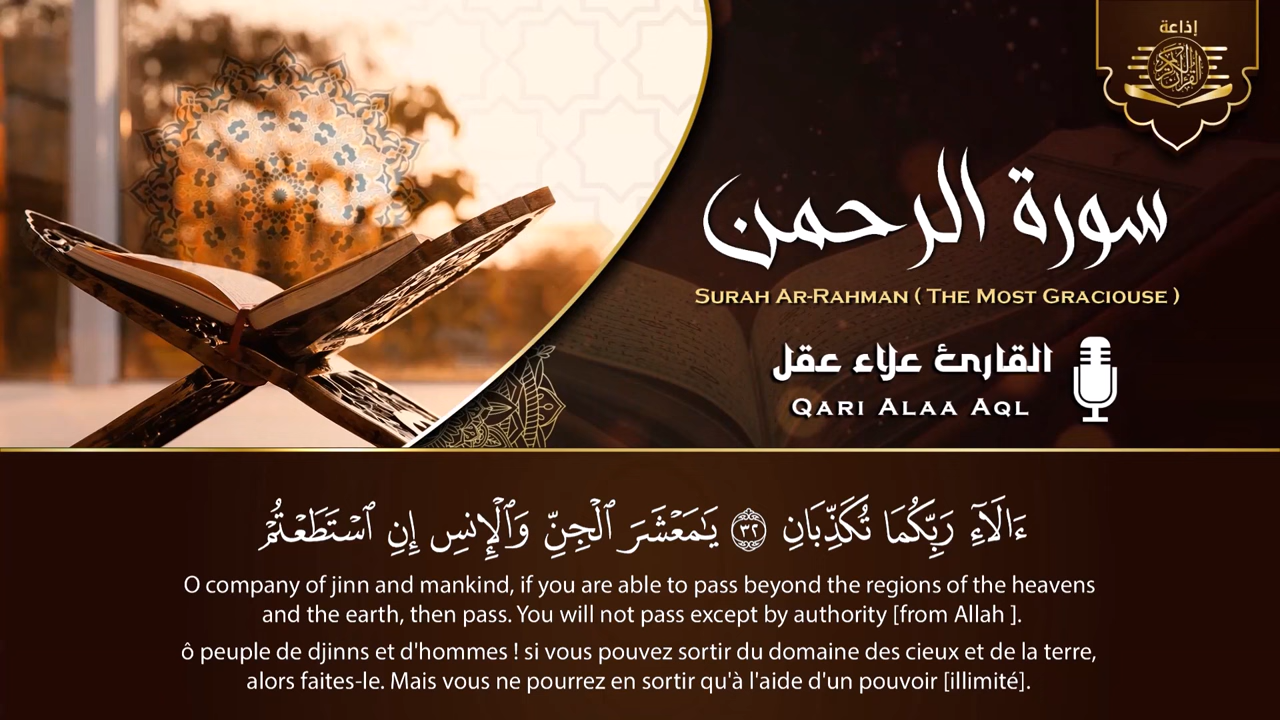 إذاعة
القرآن الكريم
سورة الرحمن
SURAH AR-RAHMAN ( THE MOST GRACIOUSE )
القارئ علاء عقل
QARI ALAA AQL
ءَالَآءِ رَبِّكُمَا تُكَذِّبَانِ ٣٢ يَـٰمَعْشَرَ ٱلْجِنِّ وَٱلْإِنسِ إِنِ ٱسْتَطَعْتُمْ
O company of jinn and mankind, if you are able to pass beyond the regions of the heavens
and the earth, then pass. You will not pass except by authority [from Allah ].
ô peuple de djinns et d'hommes ! si vous pouvez sortir du domaine des cieux et de la terre,
alors faites-le. Mais vous ne pourrez en sortir qu'à l'aide d'un pouvoir [illimité].